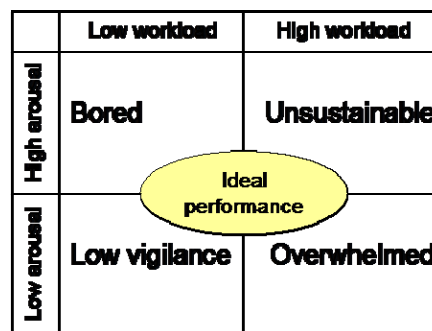 Low workload
High workload
High arousal
Bored
Unsustainable
Ideal
performance
Low arousal
Low vigilance
Overwhelmed